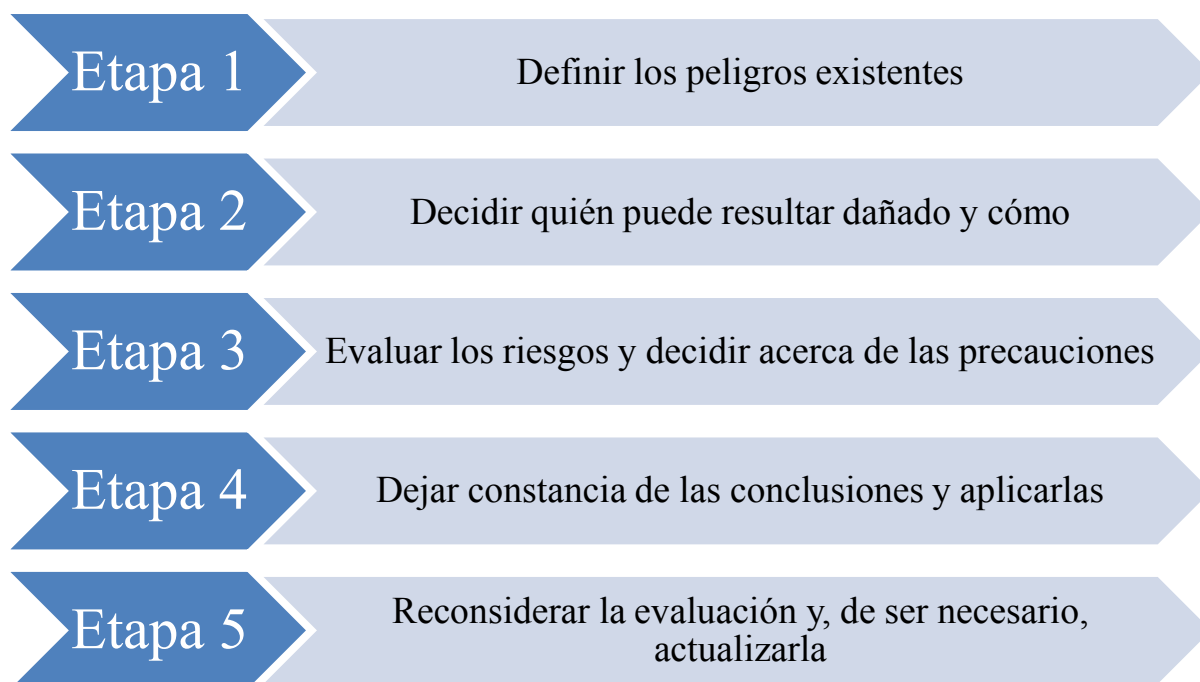 Etapa 1
Definir los peligros existentes
Etapa 2
Decidir quién puede resultar dañado y cómo
Etapa 3
Evaluar los riesgos y decidir acerca de las precauciones
Etapa 4
Dejar constancia de las conclusiones y aplicarlas
Etapa 5
Reconsiderar la evaluación y, de ser necesario,
actualizarla